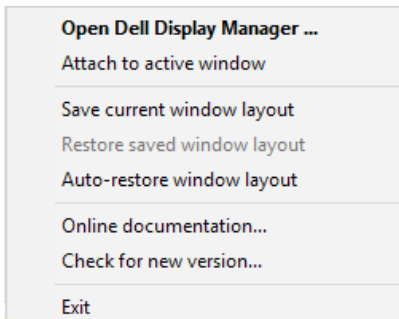 Open Dell Display Manager ...
Attach to active window
Save current window layout
Restore saved window layout
Auto-restore window layout
Online documentation...
Check for new version...
Exit